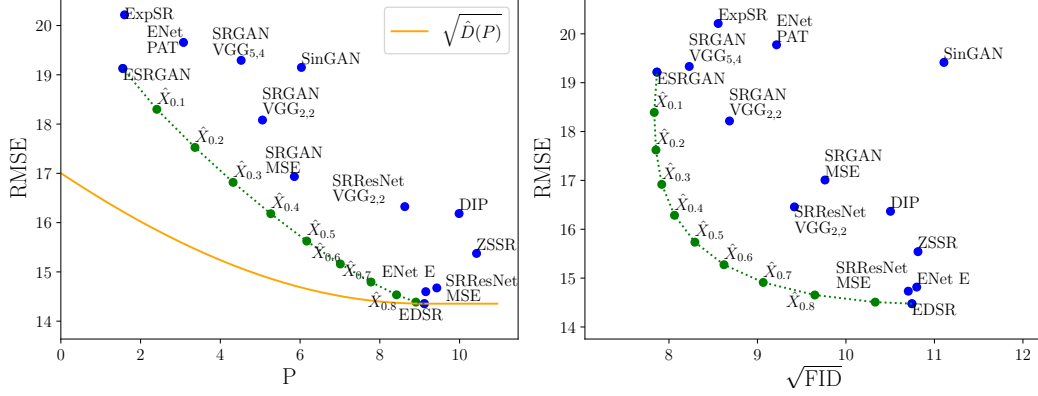 ExpSR
ENet
PAT
SRGAN
VGG5,4
SinGAN
√D̂(P)
ESRGAN
X̂0.1
SRGAN
VGG2,2
X̂0.2
SRGAN
MSE
X̂0.3
SRResNet
VGG2,2
X̂0.4
DIP
X̂0.5
X̂0.6
ZSSR
X̂0.7
ENet E
SRResNet
MSE
X̂0.8
EDSR
20
19
18
17
16
15
14
RMSE
0 2 4 6 8 10
P
ExpSR
ENet
PAT
SRGAN
VGG5,4
SinGAN
ESRGAN
X̂0.1
SRGAN
VGG2,2
X̂0.2
SRGAN
MSE
X̂0.3
X̂0.4
SRResNet
VGG2,2
DIP
X̂0.5
X̂0.6
ZSSR
X̂0.7
SRResNet
MSE
ENet E
X̂0.8
EDSR
20
19
18
17
16
15
14
RMSE
8 9 10 11 12
√FID